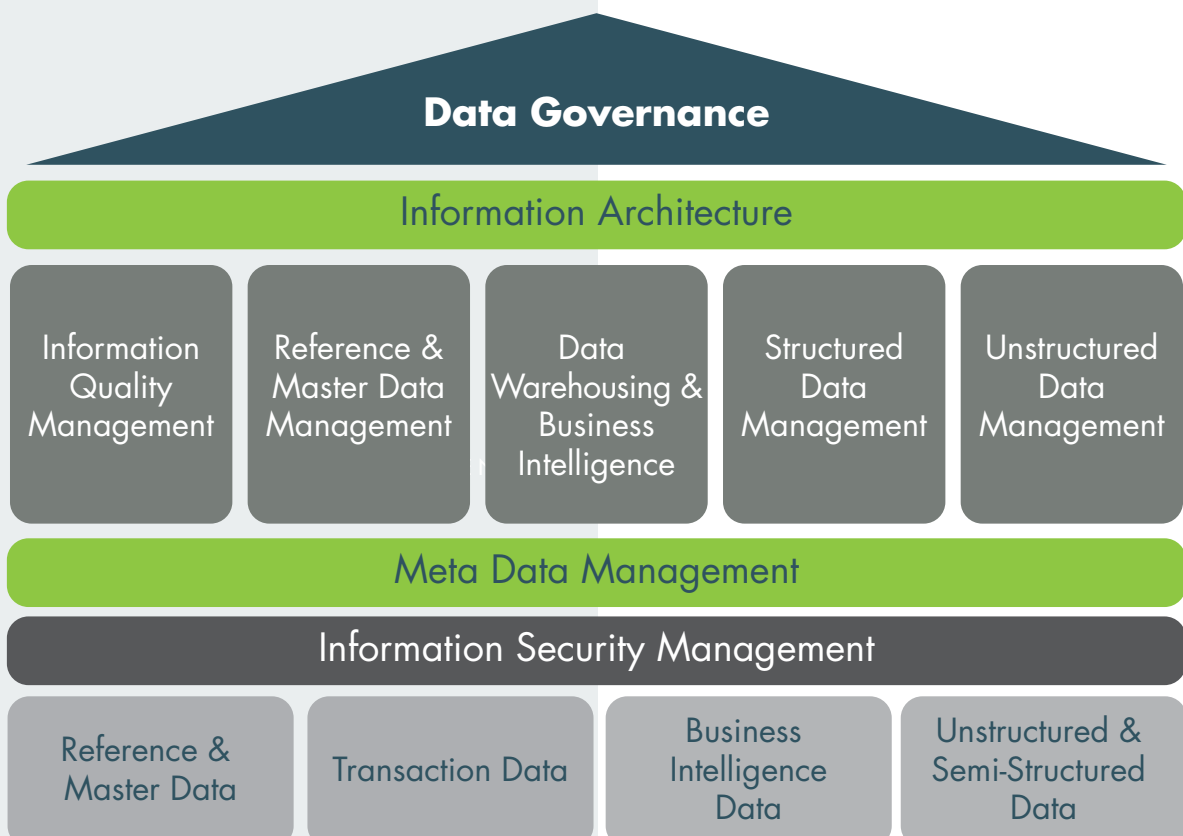 Data Governance
Information Architecture
Information
Quality
Management
Reference &
Master Data
Management
Data
Warehousing &
Business
Intelligence
Structured
Data
Management
Unstructured
Data
Management
Meta Data Management
Information Security Management
Reference &
Master Data
Transaction Data
Business
Intelligence
Data
Unstructured &
Semi-Structured
Data